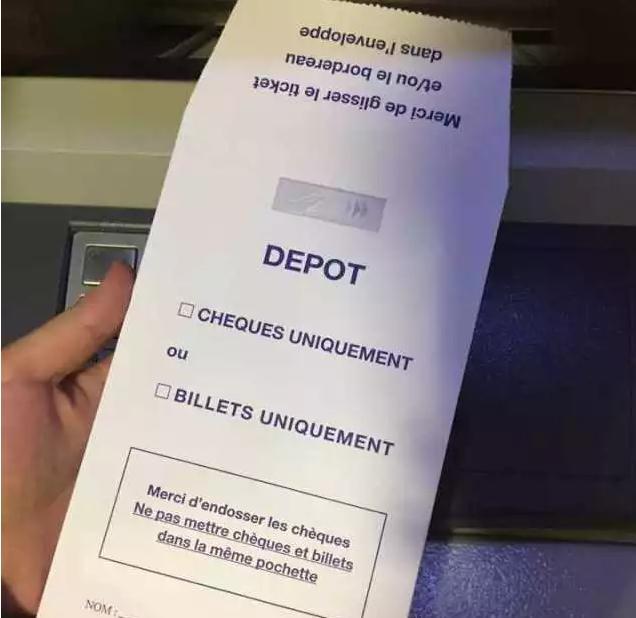 Merci de glisser le ticket
et/ou le bordereau
dans l'enveloppe
DEPOT
CHEQUES UNIQUEMENT
ou
BILLETS UNIQUEMENT
Merci d'endosser les chèques
Ne pas mettre chèques et billets
dans la même pochette
NOM :